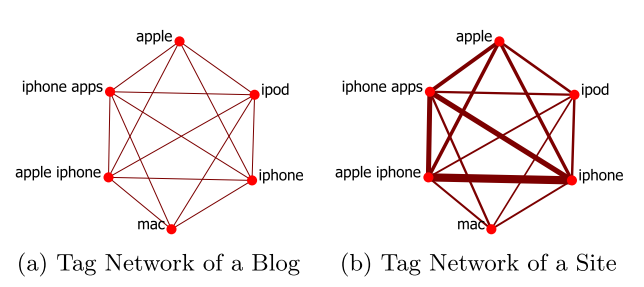 apple
iphone apps
ipod
apple iphone
iphone
mac
(a) Tag Network of a Blog
apple
iphone apps
ipod
apple iphone
iphone
mac
(b) Tag Network of a Site